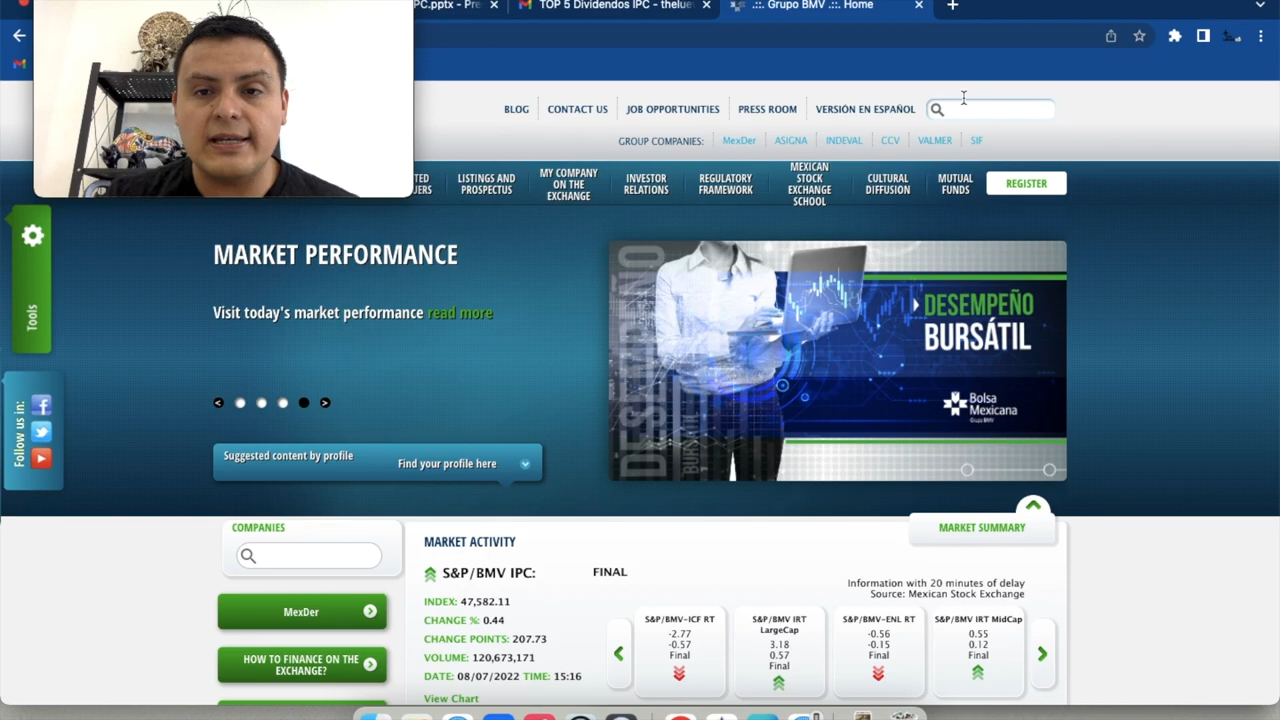 PC.pptx - Pre
TOP 5 Dividendos IPC - thelue
.::. Grupo BMV .::. Home
BLOG
CONTACT US
JOB OPPORTUNITIES
PRESS ROOM
VERSIÓN EN ESPAÑOL
GROUP COMPANIES:
MexDer
ASIGNA
INDEVAL
CCV
VALMER
SIF
LISTINGS AND
PROSPECTUS
MY COMPANY
ON THE
EXCHANGE
INVESTOR
RELATIONS
REGULATORY
FRAMEWORK
MEXICAN
STOCK
EXCHANGE
SCHOOL
CULTURAL
DIFFUSION
MUTUAL
FUNDS
REGISTER
Tools
Follow us in:
MARKET PERFORMANCE
Visit today's market performance read more
Suggested content by profile
Find your profile here
DESEMPEÑO
DESEMPEÑO
BURSÁTIL
Bolsa
Mexicana
Grupo BMV
MARKET SUMMARY
COMPANIES
MexDer
HOW TO FINANCE ON THE
EXCHANGE?
MARKET ACTIVITY
S&P/BMV IPC:
FINAL
INDEX: 47,582.11
CHANGE %: 0.44
CHANGE POINTS: 207.73
VOLUME: 120,673,171
DATE: 08/07/2022 TIME: 15:16
View Chart
Information with 20 minutes of delay
Source: Mexican Stock Exchange
S&P/BMV-ICF RT
-2.77
-0.57
Final
S&P/BMV IRT
LargeCap
3.18
0.57
Final
S&P/BMV-ENL RT
-0.56
-0.15
Final
S&P/BMV IRT MidCap
0.55
0.12
Final